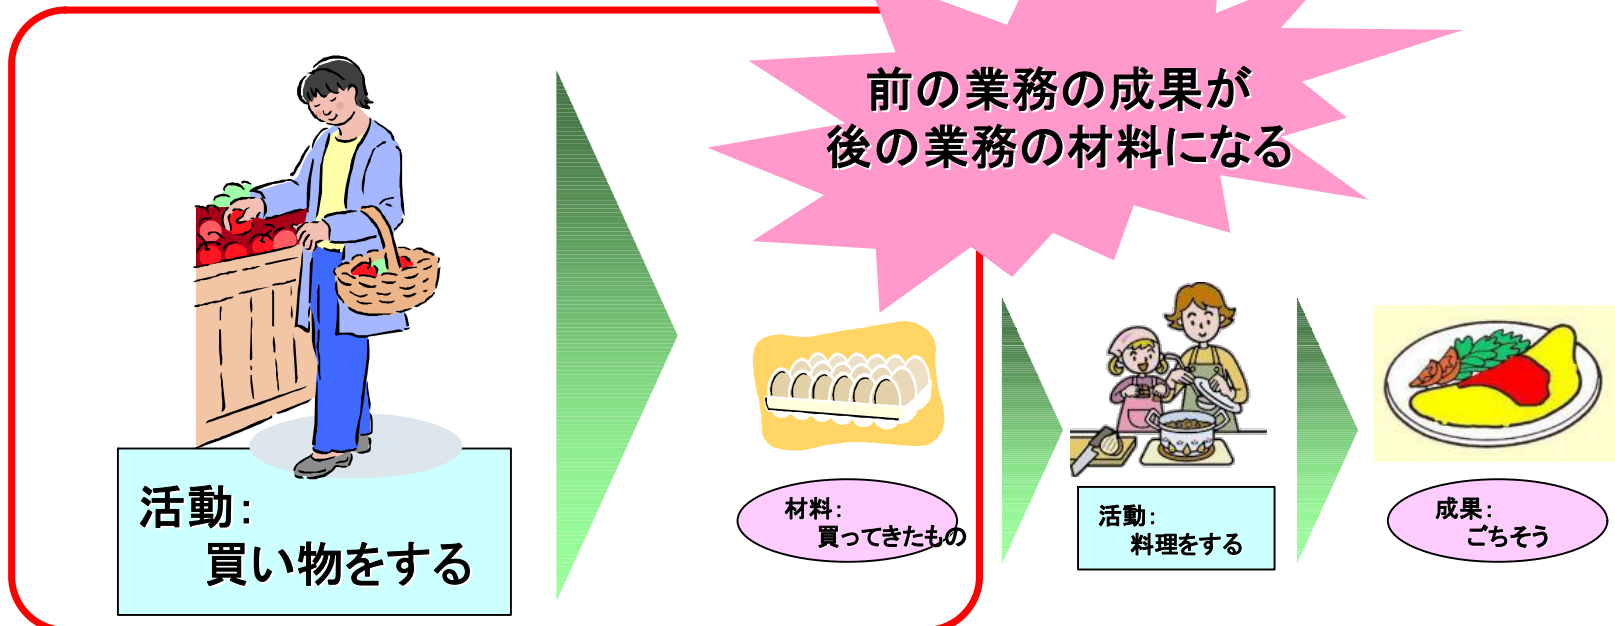 前の業務の成果が
後の業務の材料になる
活動：
買い物をする
材料：
買ってきたもの
活動：
料理をする
成果：
ごちそう